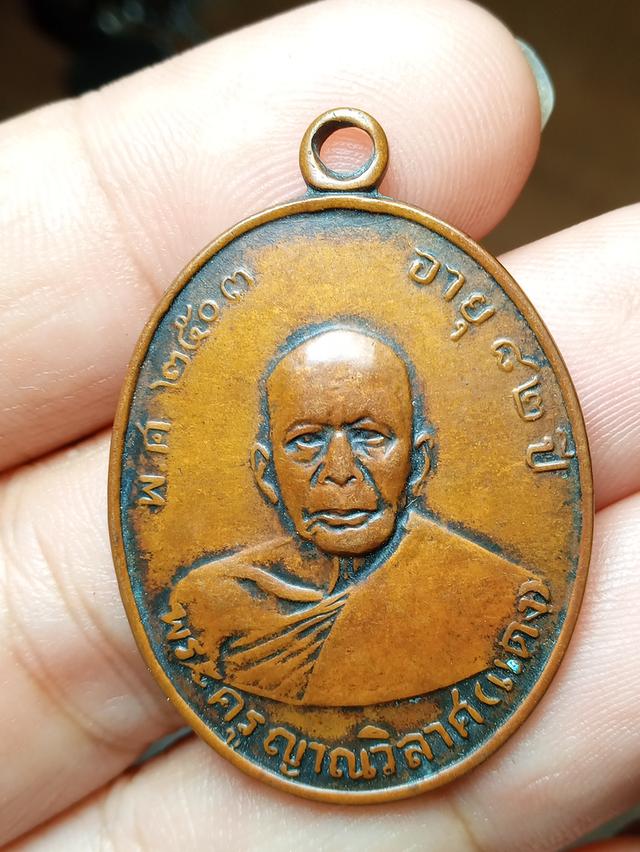 พ ศ ๒๕๐๓
อายุ ๘๒ ปี
พระครูญาณวิลาศ(แดง)